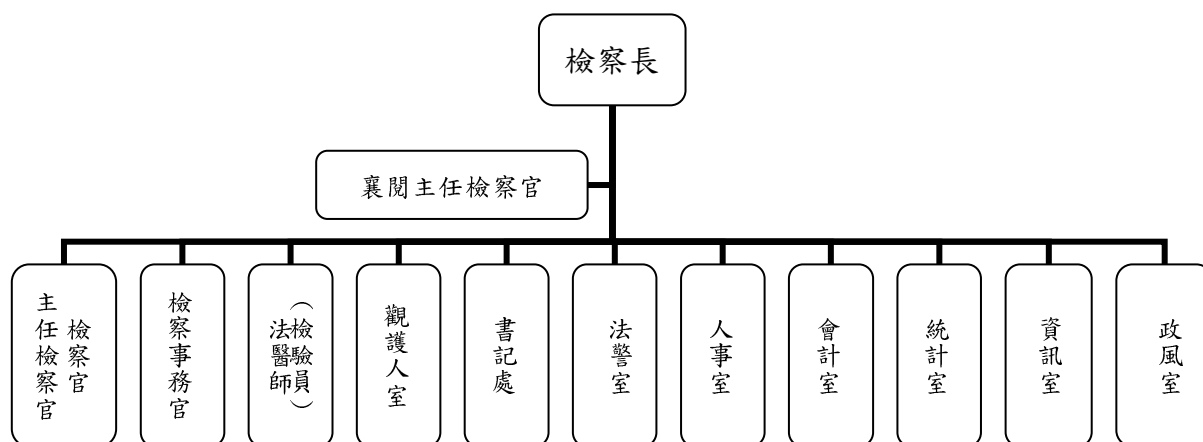 檢察長
襄閱主任檢察官
主任檢察官
檢察官
檢察事務官
法醫師
（檢驗員）
觀護人室
書記處
法警室
人事室
會計室
統計室
資訊室
政風室